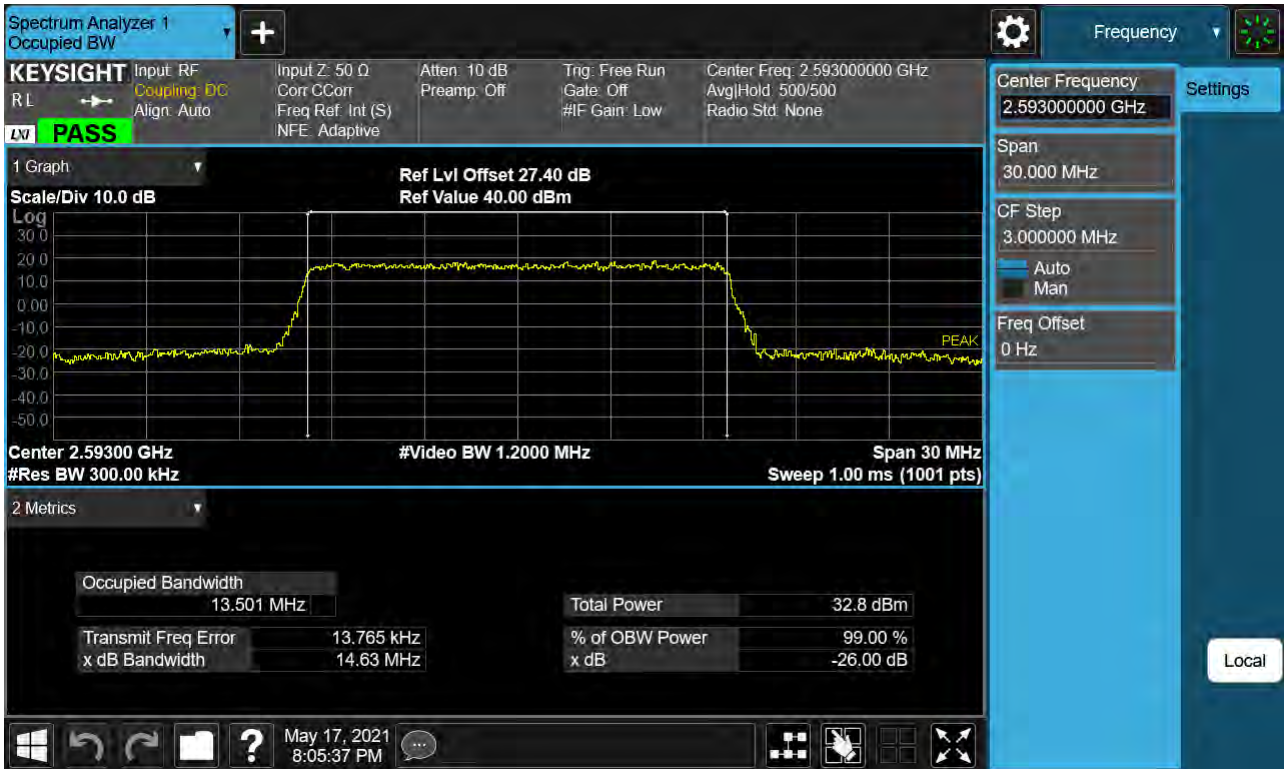 Spectrum Analyzer 1
Occupied BW
Frequency
KEYSIGHT
R L
LXI
PASS
Input: RF
Coupling: DC
Align: Auto
Input Z: 50 Ω
Corr CCorr
Freq Ref: Int (S)
NFE: Adaptive
Atten: 10 dB
Preamp: Off
Trig: Free Run
Gate: Off
#IF Gain: Low
Center Freq: 2.593000000 GHz
Avg|Hold: 500/500
Radio Std: None
Center Frequency
2.593000000 GHz
Settings
Span
30.000 MHz
CF Step
3.000000 MHz
Auto
Man
Freq Offset
0 Hz
Local
1 Graph
Scale/Div 10.0 dB
Ref Lvl Offset 27.40 dB
Ref Value 40.00 dBm
Log
30.0
20.0
10.0
0.00
-10.0
-20.0
-30.0
-40.0
-50.0
PEAK
Center 2.59300 GHz
#Res BW 300.00 kHz
#Video BW 1.2000 MHz
Span 30 MHz
Sweep 1.00 ms (1001 pts)
2 Metrics
Occupied Bandwidth
13.501 MHz
Transmit Freq Error 13.765 kHz
x dB Bandwidth 14.63 MHz
Total Power 32.8 dBm
% of OBW Power 99.00 %
x dB -26.00 dB
May 17, 2021
8:05:37 PM